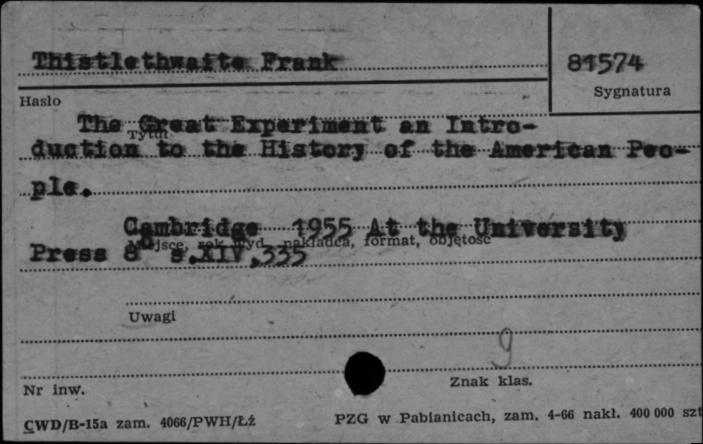 Thistlethwaite Frank
81574
Hasło
Sygnatura
The Great Experiment an Intro-
Tytuł
duction to the History of the American Peo-
ple.
Cambridge 1955 At the University
Miejsce, rok wyd., nakładca, format, objętość
Press 8° s.XIV,335
Uwagi
9
Nr inw.
Znak klas.
CWD/B-15a zam. 4066/PWH/Łź
PZG w Pabianicach, zam. 4-66 nakł. 400 000 szt